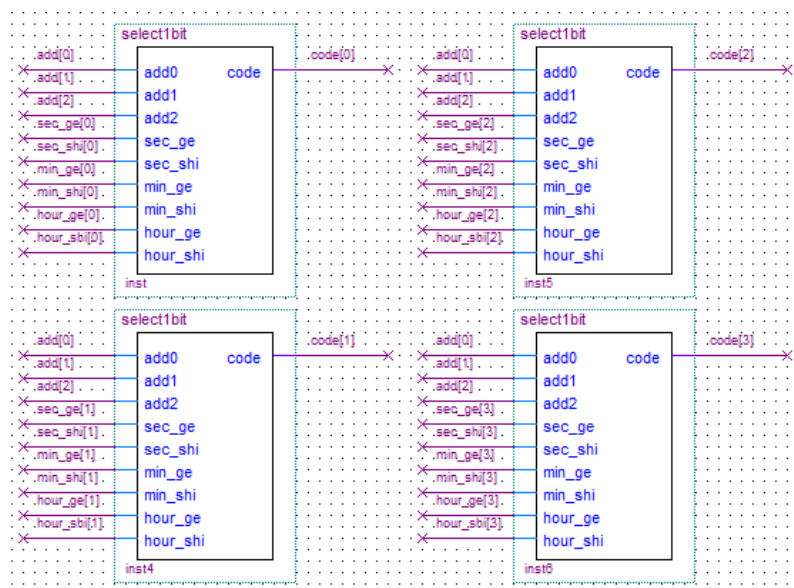 select1bit
add[0]
add[1]
add[2]
sec_ge[0]
sec_shi[0]
min_ge[0]
min_shi[0]
hour_ge[0]
hour_sbi[0]
add0
add1
add2
sec_ge
sec_shi
min_ge
min_shi
hour_ge
hour_shi
code
code[0]
inst
select1bit
add[0]
add[1]
add[2]
sec_ge[2]
sec_shi[2]
min_ge[2]
min_shi[2]
hour_ge[2]
hour_sbi[2]
add0
add1
add2
sec_ge
sec_shi
min_ge
min_shi
hour_ge
hour_shi
code
code[2]
inst5
select1bit
add[0]
add[1]
add[2]
sec_ge[1]
sec_shi[1]
min_ge[1]
min_shi[1]
hour_ge[1]
hour_sbi[1]
add0
add1
add2
sec_ge
sec_shi
min_ge
min_shi
hour_ge
hour_shi
code
code[1]
inst4
select1bit
add[0]
add[1]
add[2]
sec_ge[3]
sec_shi[3]
min_ge[3]
min_shi[3]
hour_ge[3]
hour_sbi[3]
add0
add1
add2
sec_ge
sec_shi
min_ge
min_shi
hour_ge
hour_shi
code
code[3]
inst6